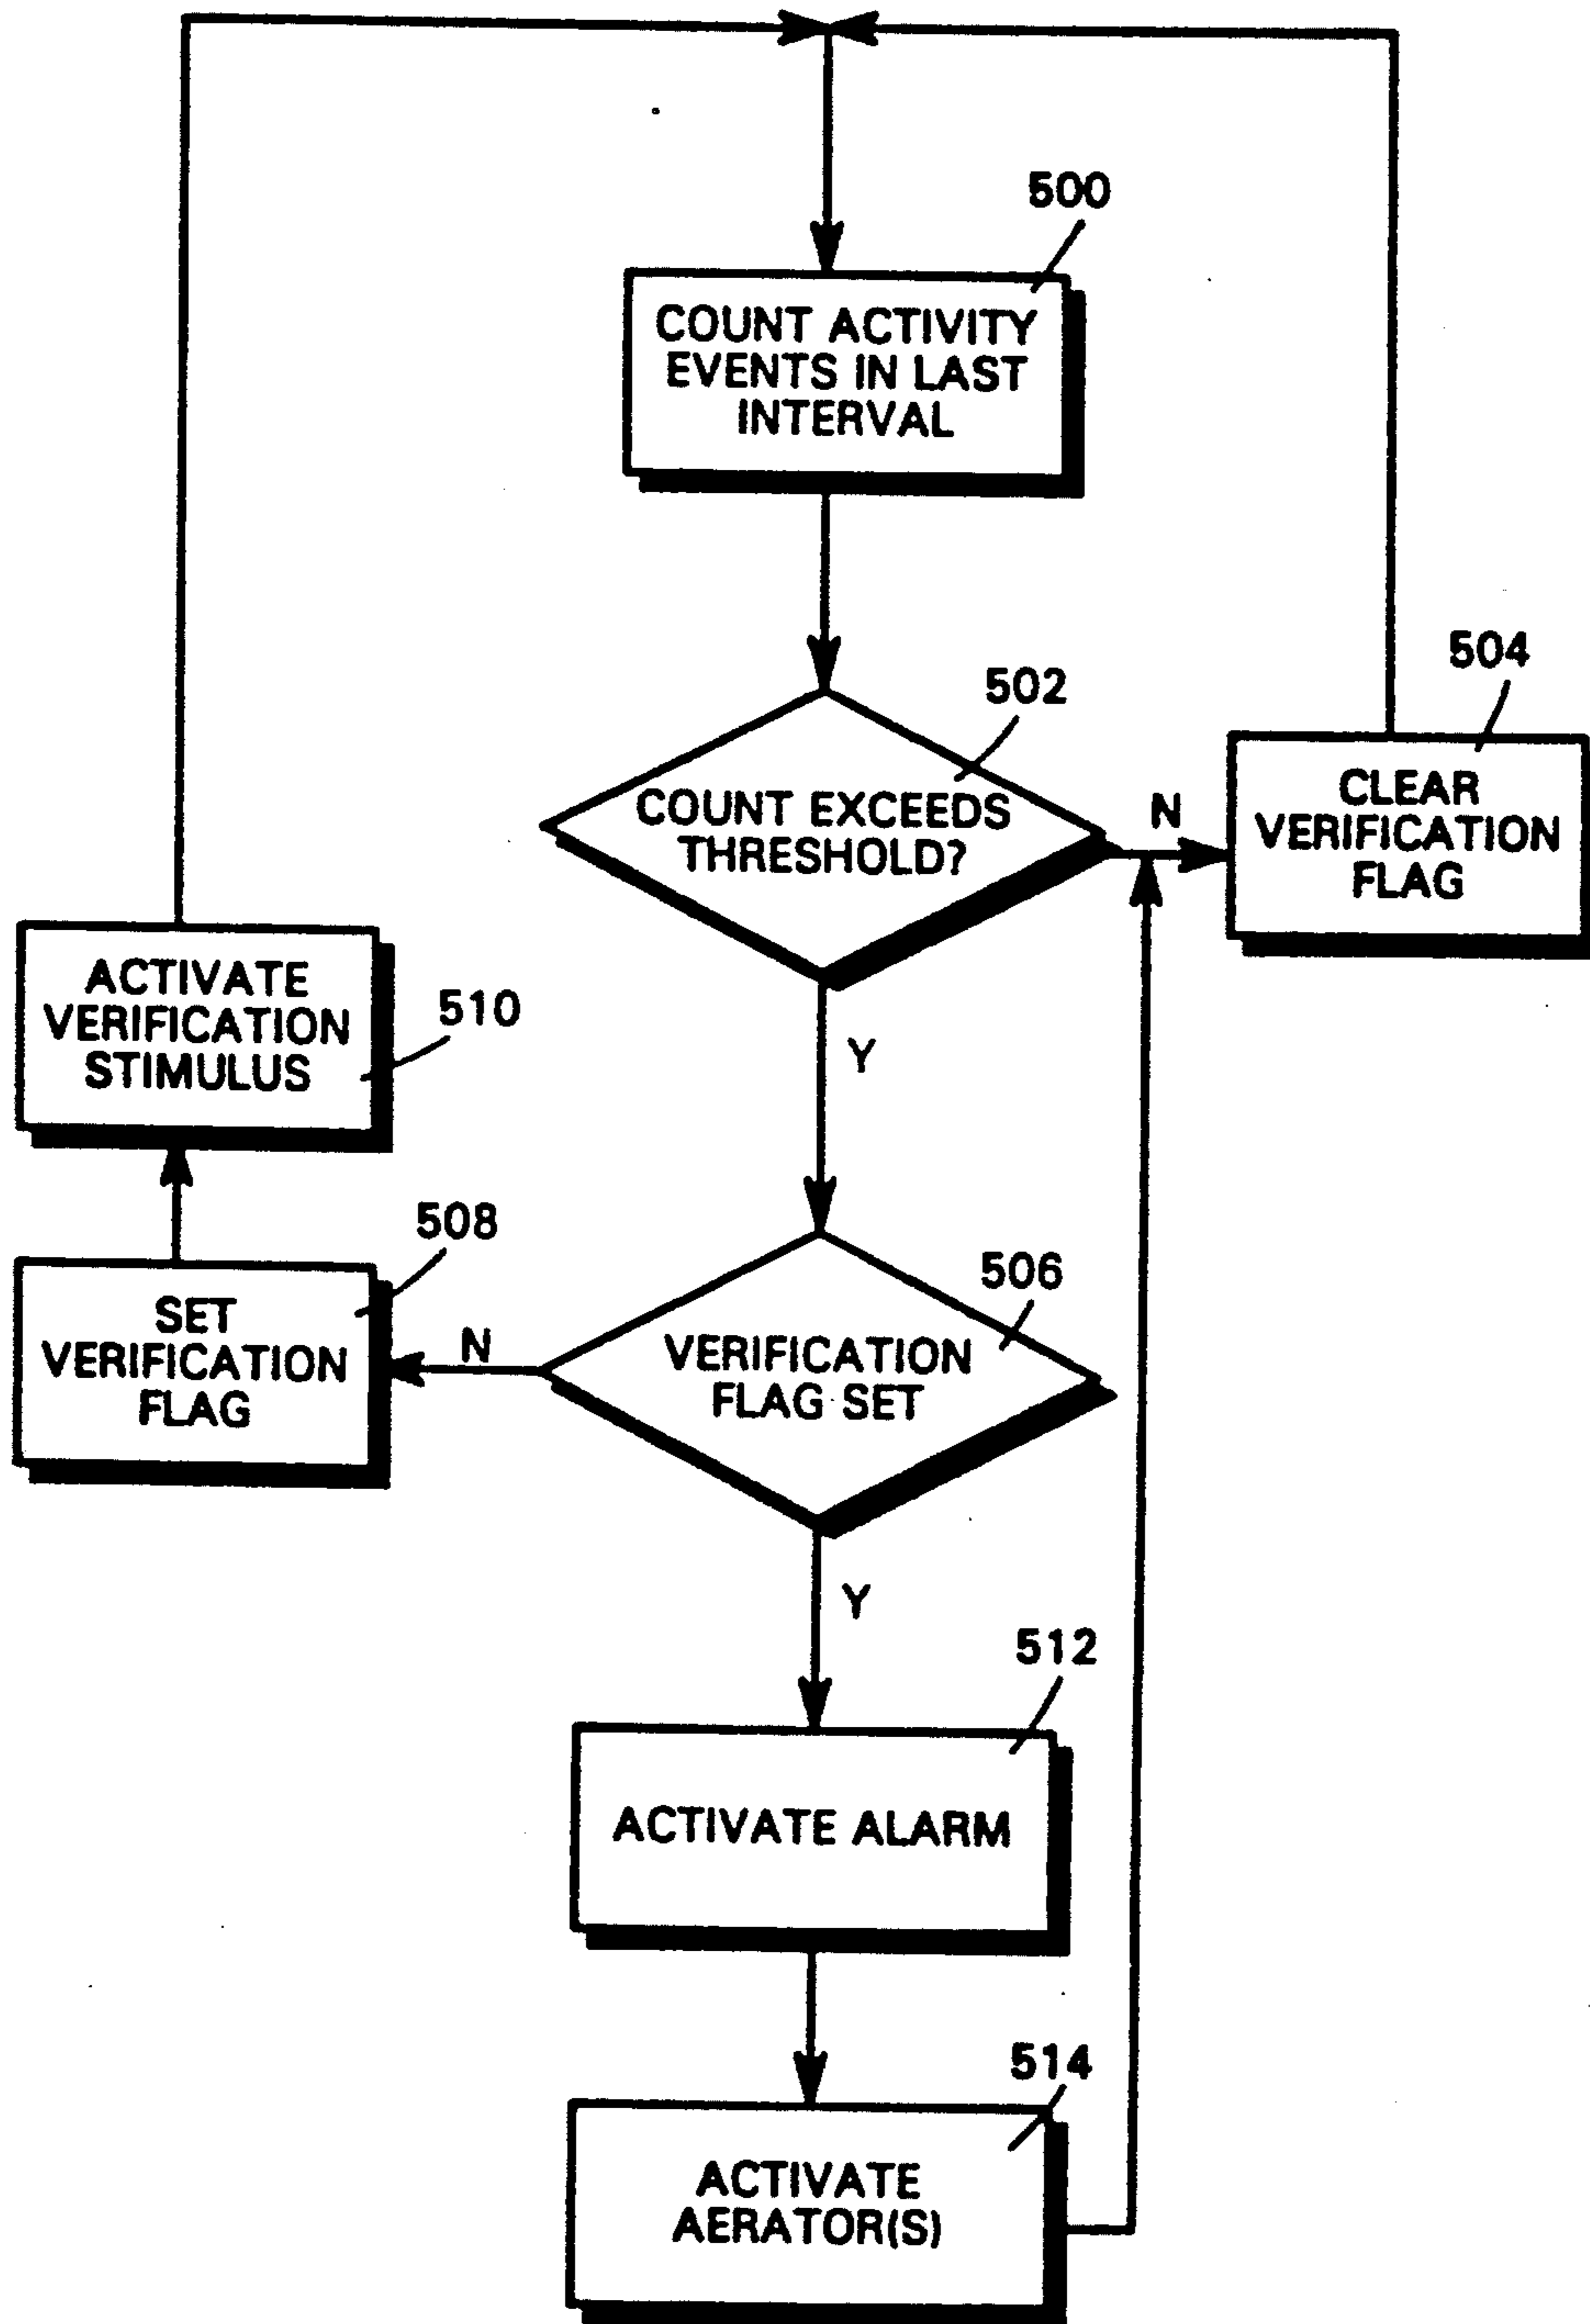 500
COUNT ACTIVITY
EVENTS IN LAST
INTERVAL
502
COUNT EXCEEDS
THRESHOLD?
N
504
CLEAR
VERIFICATION
FLAG
Y
ACTIVATE
VERIFICATION
STIMULUS
510
508
SET
VERIFICATION
FLAG
N
506
VERIFICATION
FLAG SET
Y
512
ACTIVATE ALARM
514
ACTIVATE
AERATOR(S)